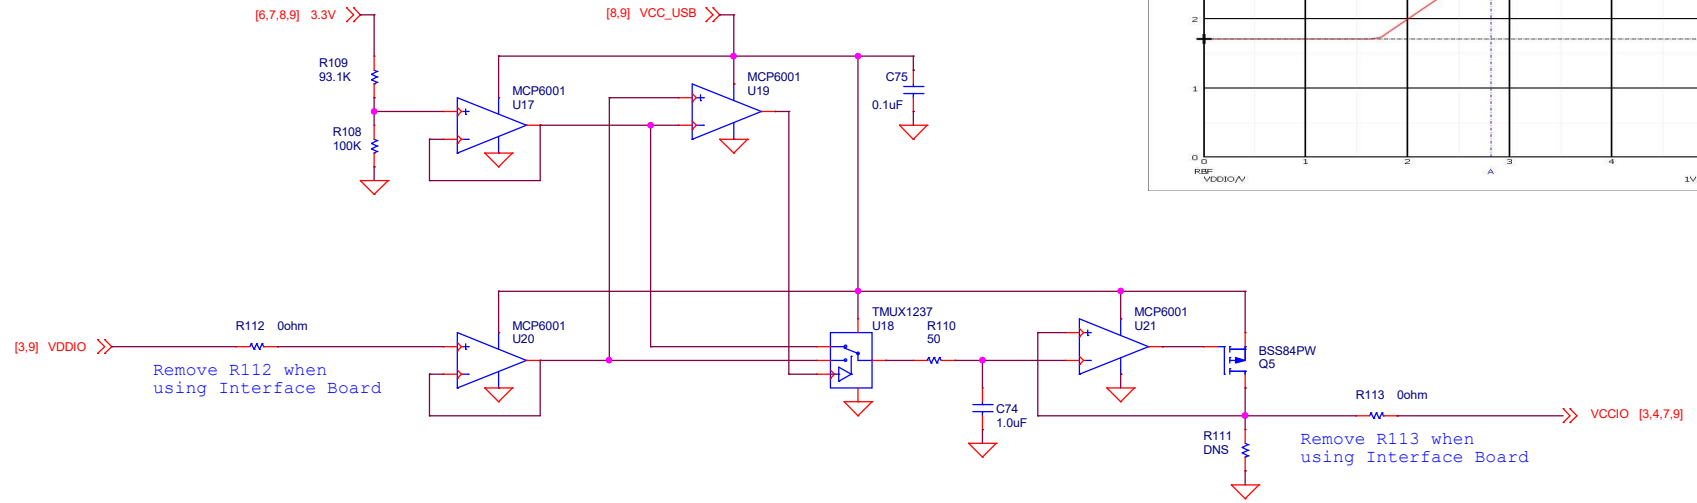 [6,7,8,9] 3.3V
[8,9] VCC_USB
R109
93.1K
R108
100K
MCP6001
U17
MCP6001
U19
C75
0.1uF
2
1
0
0 1 2 3 4
VDDIO/V
A
1V
[3,9] VDDIO
R112 0ohm
Remove R112 when
using Interface Board
MCP6001
U20
TMUX1237
U18
R110
50
C74
1.0uF
MCP6001
U21
BSS84PW
Q5
R111
DNS
R113 0ohm
Remove R113 when
using Interface Board
VCCIO [3,4,7,9]